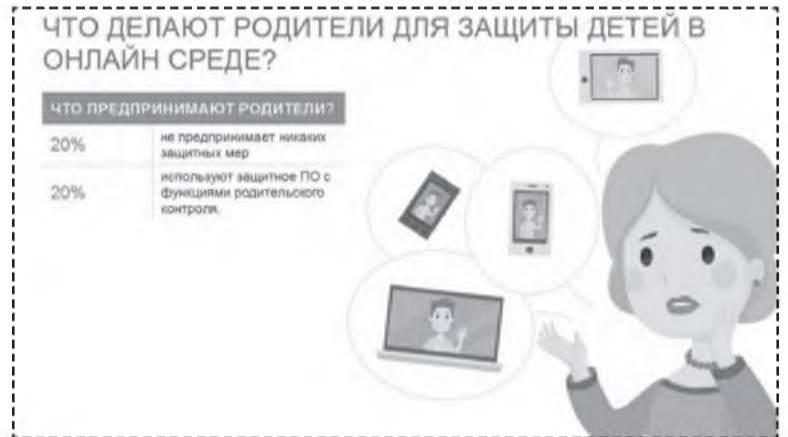 ЧТО ДЕЛАЮТ РОДИТЕЛИ ДЛЯ ЗАЩИТЫ ДЕТЕЙ В
ОНЛАЙН СРЕДЕ?
ЧТО ПРЕДПРИНИМАЮТ РОДИТЕЛИ?
20%
не предпринимает никаких
защитных мер
20%
используют защитное ПО с
функциями родительского
контроля.